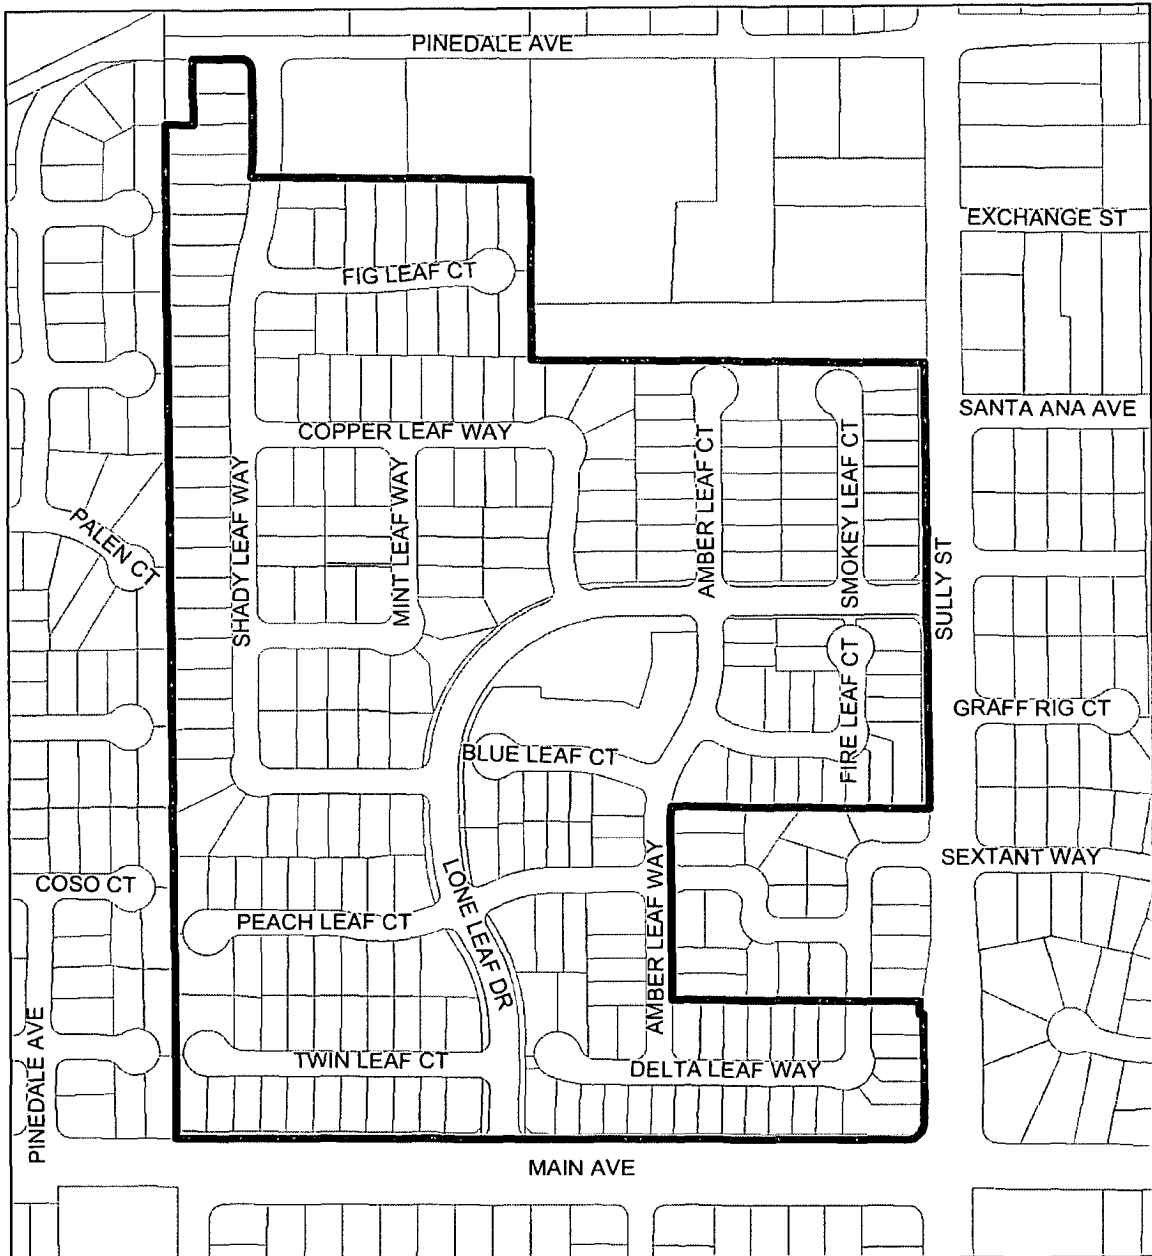 PINEDALE AVE
EXCHANGE ST
FIG LEAF CT
SANTA ANA AVE
COPPER LEAF WAY
SHADY LEAF WAY
MINT LEAF WAY
AMBER LEAF CT
SMOKEY LEAF CT
PALEN CT
SULLY ST
FIRE LEAF CT
GRAFF RIG CT
BLUE LEAF CT
SEXTANT WAY
COSO CT
LONE LEAF DR
AMBER LEAF WAY
PEACH LEAF CT
PINEDALE AVE
TWIN LEAF CT
DELTA LEAF WAY
MAIN AVE